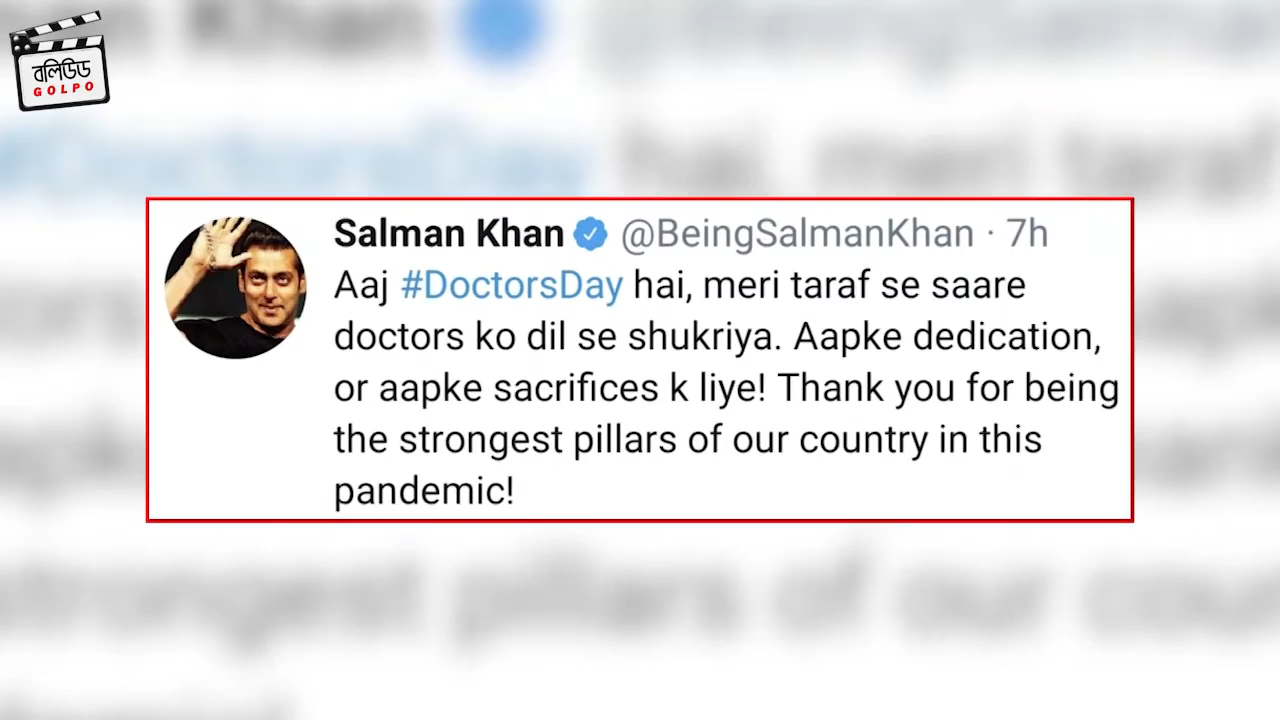 বলিউড
GOLPO
Salman Khan @BeingSalmanKhan · 7h
Aaj #DoctorsDay hai, meri taraf se saare
doctors ko dil se shukriya. Aapke dedication,
or aapke sacrifices k liye! Thank you for being
the strongest pillars of our country in this
pandemic!